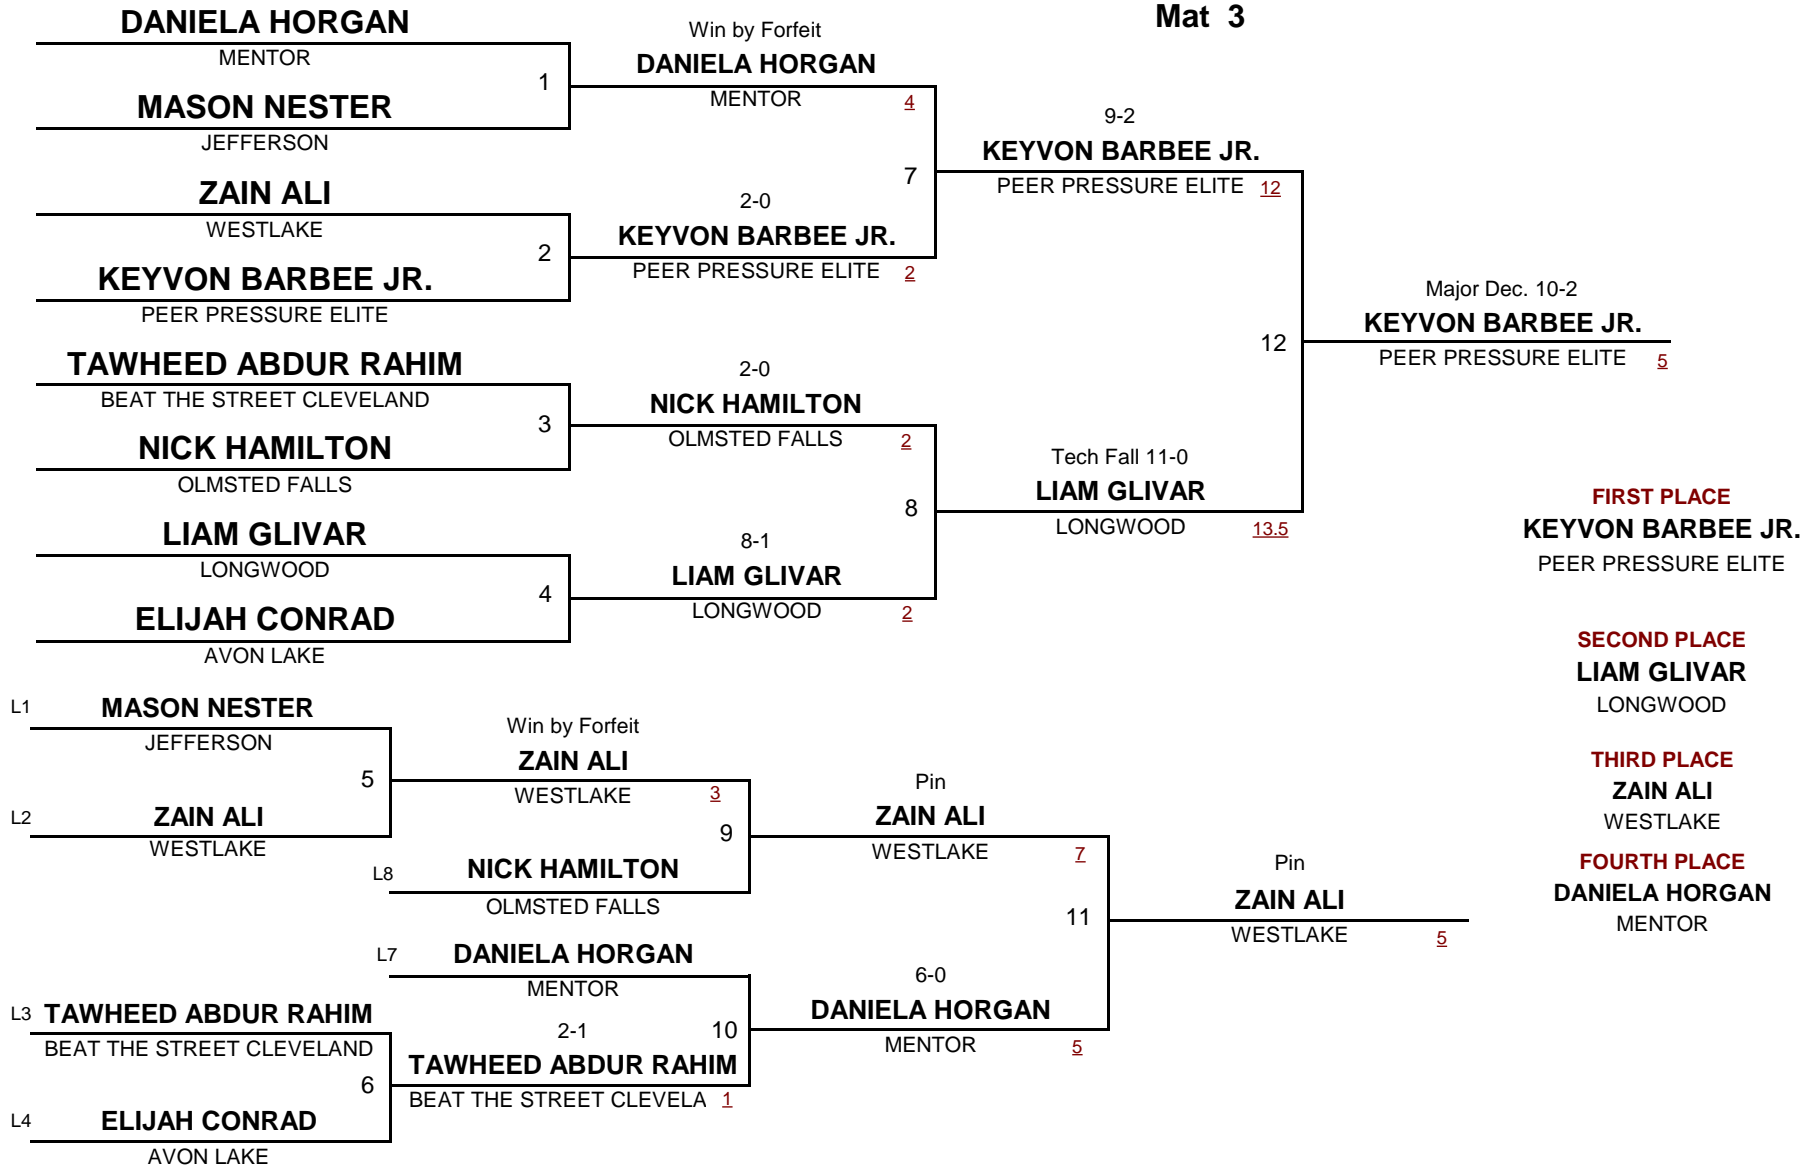 Mat 3
DANIELA HORGAN
MENTOR
1
MASON NESTER
JEFFERSON
ZAIN ALI
WESTLAKE
2
KEYVON BARBEE JR.
PEER PRESSURE ELITE
TAWHEED ABDUR RAHIM
BEAT THE STREET CLEVELAND
3
NICK HAMILTON
OLMSTED FALLS
LIAM GLIVAR
LONGWOOD
4
ELIJAH CONRAD
AVON LAKE
Win by Forfeit
DANIELA HORGAN
MENTOR 4
7
2-0
KEYVON BARBEE JR.
PEER PRESSURE ELITE 2
2-0
NICK HAMILTON
OLMSTED FALLS 2
8
8-1
LIAM GLIVAR
LONGWOOD 2
9-2
KEYVON BARBEE JR.
PEER PRESSURE ELITE 12
12
Tech Fall 11-0
LIAM GLIVAR
LONGWOOD 13.5
Major Dec. 10-2
KEYVON BARBEE JR.
PEER PRESSURE ELITE 5
FIRST PLACE
KEYVON BARBEE JR.
PEER PRESSURE ELITE
SECOND PLACE
LIAM GLIVAR
LONGWOOD
THIRD PLACE
ZAIN ALI
WESTLAKE
FOURTH PLACE
DANIELA HORGAN
MENTOR
L1 MASON NESTER
JEFFERSON
5
L2 ZAIN ALI
WESTLAKE
Win by Forfeit
ZAIN ALI
WESTLAKE 3
9
L8 NICK HAMILTON
OLMSTED FALLS
L7 DANIELA HORGAN
MENTOR
10
L3 TAWHEED ABDUR RAHIM
BEAT THE STREET CLEVELAND
6
L4 ELIJAH CONRAD
AVON LAKE
2-1
TAWHEED ABDUR RAHIM
BEAT THE STREET CLEVELA 1
Pin
ZAIN ALI
WESTLAKE 7
11
6-0
DANIELA HORGAN
MENTOR 5
Pin
ZAIN ALI
WESTLAKE 5